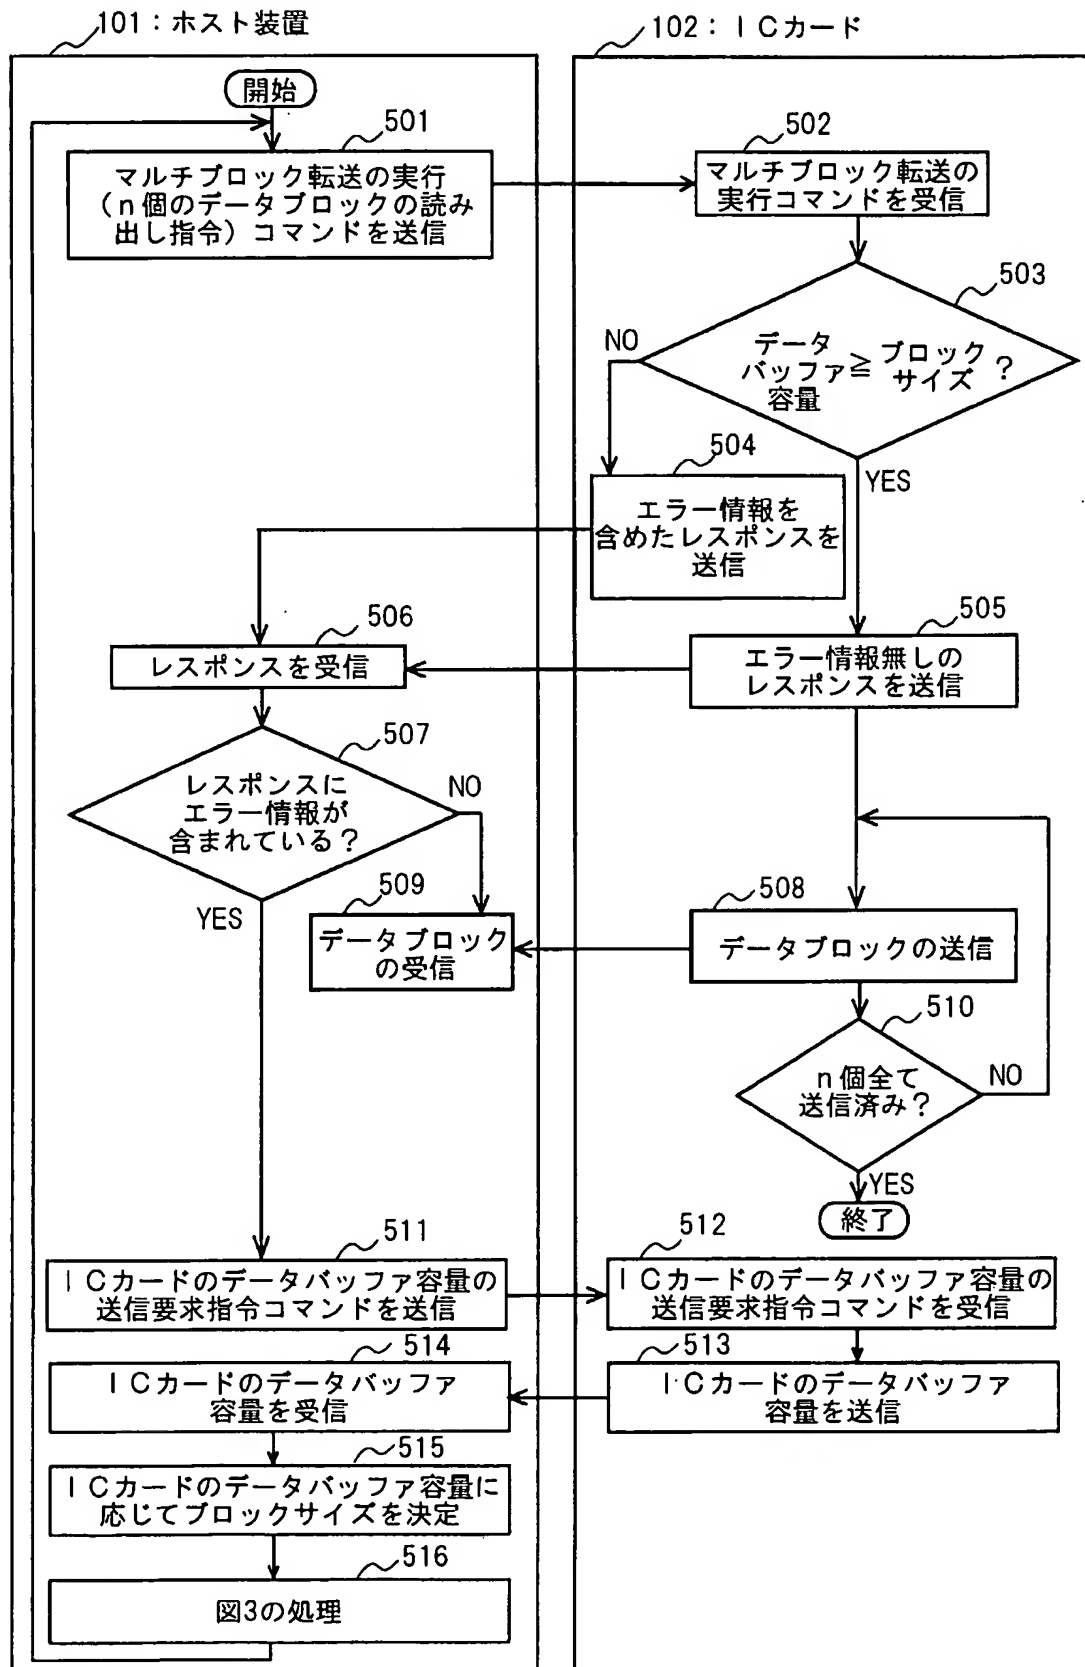 101：ホスト装置
102：ＩＣカード
開始
501
マルチブロック転送の実行
（ｎ個のデータブロックの読み
出し指令）コマンドを送信
502
マルチブロック転送の
実行コマンドを受信
503
データ
バッファ
容量
≧
ブロック
サイズ
？
NO
YES
504
エラー情報を
含めたレスポンスを
送信
505
エラー情報無しの
レスポンスを送信
506
レスポンスを受信
507
レスポンスに
エラー情報が
含まれている？
NO
YES
508
データブロックの送信
509
データブロック
の受信
510
ｎ個全て
送信済み？
NO
YES
終了
511
ＩＣカードのデータバッファ容量の
送信要求指令コマンドを送信
512
ＩＣカードのデータバッファ容量の
送信要求指令コマンドを受信
513
ＩＣカードのデータバッファ
容量を送信
514
ＩＣカードのデータバッファ
容量を受信
515
ＩＣカードのデータバッファ容量に
応じてブロックサイズを決定
516
図3の処理